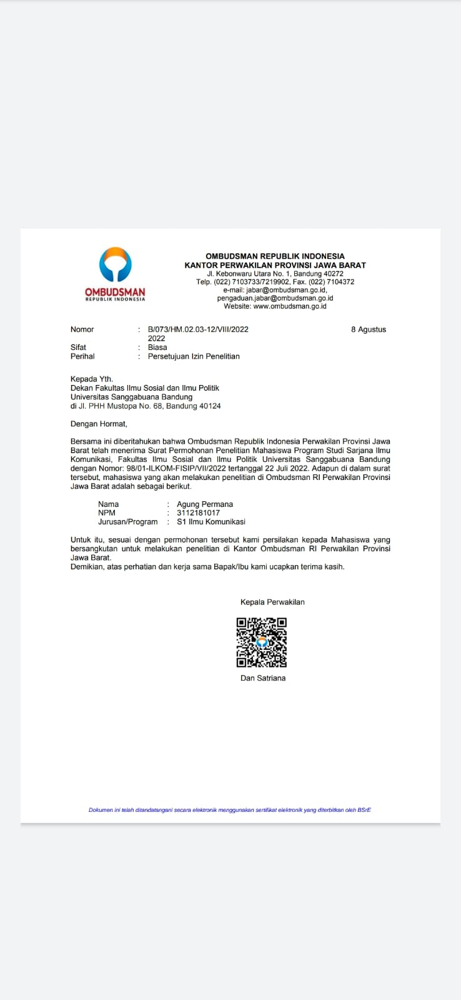 OMBUDSMAN
REPUBLIK INDONESIA
OMBUDSMAN REPUBLIK INDONESIA
KANTOR PERWAKILAN PROVINSI JAWA BARAT
Jl. Kebonwaru Utara No. 1, Bandung 40272
Telp. (022) 7103733/7219902, Fax. (022) 7104372
e-mail: jabar@ombudsman.go.id,
pengaduan.jabar@ombudsman.go.id
Website: www.ombudsman.go.id
Nomor : B/073/HM.02.03-12/VIII/2022 8 Agustus
2022
Sifat : Biasa
Perihal : Persetujuan Izin Penelitian
Kepada Yth.
Dekan Fakultas Ilmu Sosial dan Ilmu Politik
Universitas Sanggabuana Bandung
di Jl. PHH Mustopa No. 68, Bandung 40124
Dengan Hormat,
Bersama ini diberitahukan bahwa Ombudsman Republik Indonesia Perwakilan Provinsi Jawa
Barat telah menerima Surat Permohonan Penelitian Mahasiswa Program Studi Sarjana Ilmu
Komunikasi, Fakultas Ilmu Sosial dan Ilmu Politik Universitas Sanggabuana Bandung
dengan Nomor: 98/01-ILKOM-FISIP/VII/2022 tertanggal 22 Juli 2022. Adapun di dalam surat
tersebut, mahasiswa yang akan melakukan penelitian di Ombudsman RI Perwakilan Provinsi
Jawa Barat adalah sebagai berikut.
Nama : Agung Permana
NPM : 3112181017
Jurusan/Program : S1 Ilmu Komunikasi
Untuk itu, sesuai dengan permohonan tersebut kami persilakan kepada Mahasiswa yang
bersangkutan untuk melakukan penelitian di Kantor Ombudsman RI Perwakilan Provinsi
Jawa Barat.
Demikian, atas perhatian dan kerja sama Bapak/Ibu kami ucapkan terima kasih.
Kepala Perwakilan
Dan Satriana
Dokumen ini telah ditandatangani secara elektronik menggunakan sertifikat elektronik yang diterbitkan oleh BSrE